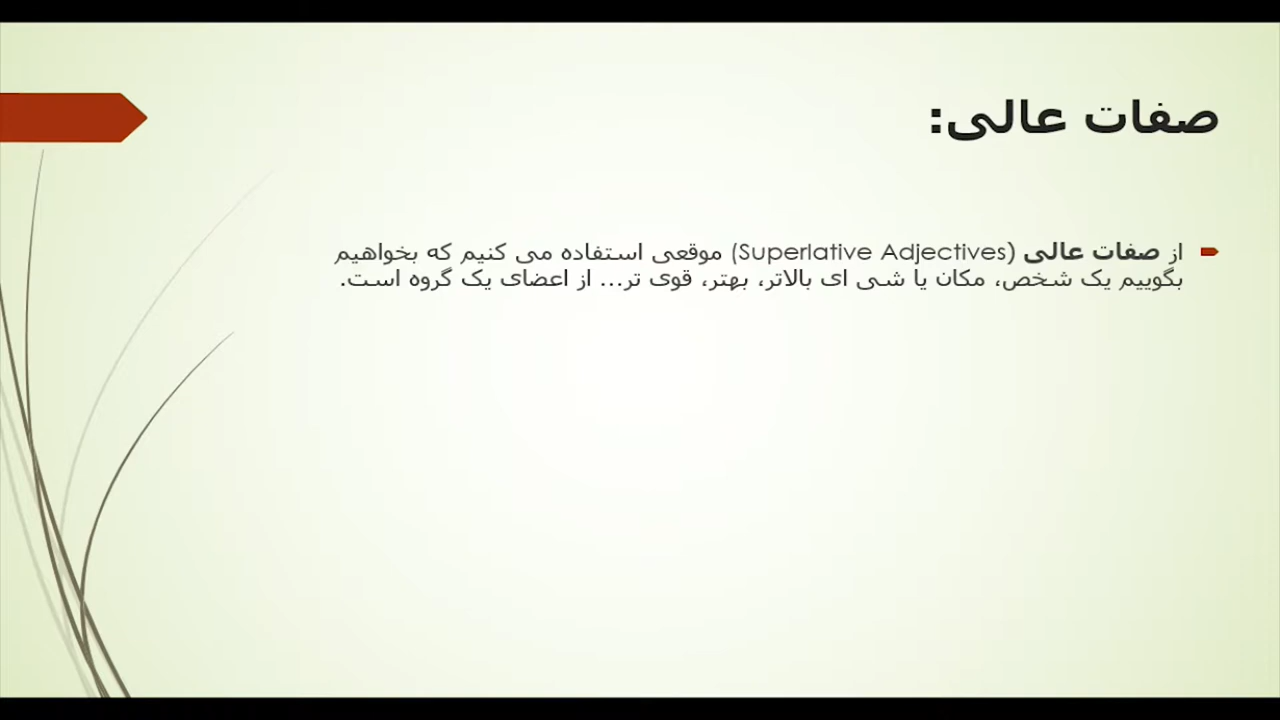 صفات عالی:
از صفات عالی (Superlative Adjectives) موقعی استفاده می کنیم که بخواهیم
بگوییم یک شخص، مکان یا شی ای بالاتر، بهتر، قوی تر... از اعضای یک گروه است.